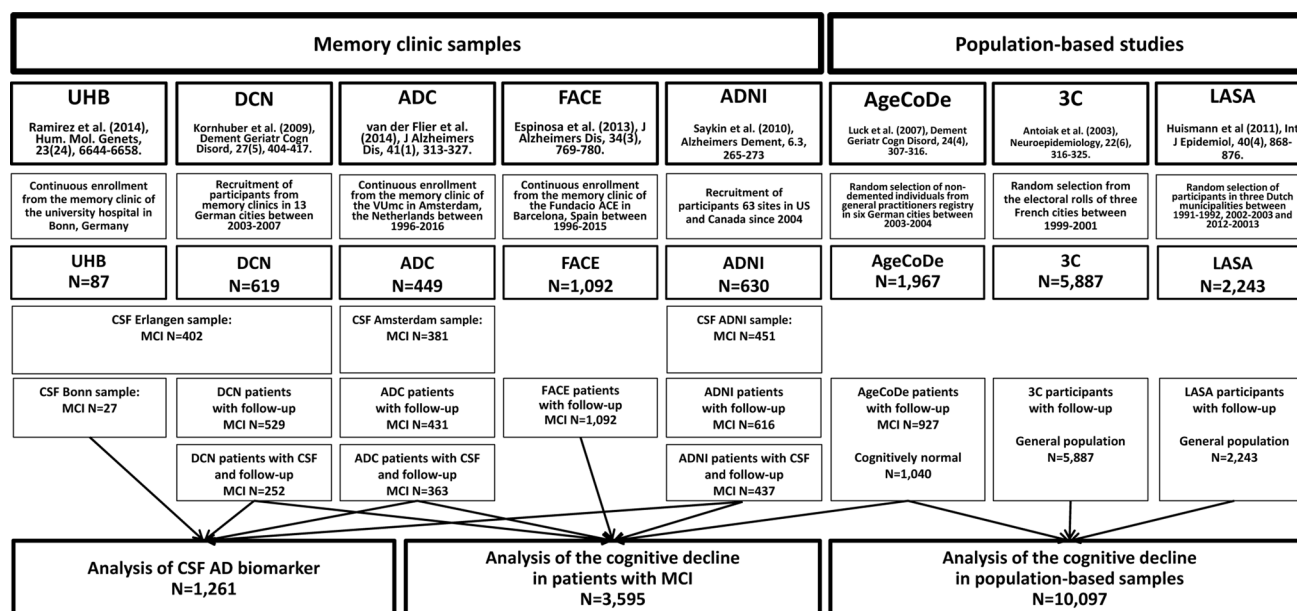 Memory clinic samples
Population-based studies
UHB
Ramirez et al. (2014),
Hum. Mol. Genets,
23(24), 6644-6658.
DCN
Kornhuber et al. (2009),
Dement Geriatr Cogn
Disord, 27(5), 404-417.
ADC
van der Flier et al.
(2014), J Alzheimers
Dis, 41(1), 313-327.
FACE
Espinosa et al. (2013), J
Alzheimers Dis, 34(3),
769-780.
ADNI
Saykin et al. (2010),
Alzheimers Dement, 6.3,
265-273
AgeCoDe
Luck et al. (2007), Dement
Geriatr Cogn Disord, 24(4),
307-316.
3C
Antoiak et al. (2003),
Neuroepidemiology, 22(6),
316-325.
LASA
Huismann et al (2011), Int
J Epidemiol, 40(4), 868-
876.
Continuous enrollment
from the memory clinic of
the university hospital in
Bonn, Germany
Recruitment of
participants from
memory clinics in 13
German cities between
2003-2007
Continuous enrollment
from the memory clinic of
the VUmc in Amsterdam,
the Netherlands between
1996-2016
Continuous enrollment
from the memory clinic of
the Fundacio ACE in
Barcelona, Spain between
1996-2015
Recruitment of
participants 63 sites in US
and Canada since 2004
Random selection of non-
demented individuals from
general practitioners registry
in six German cities between
2003-2004
Random selection from
the electoral rolls of three
French cities between
1999-2001
Random selection of
participants in three Dutch
municipalities between
1991-1992, 2002-2003 and
2012-20013
UHB
N=87
DCN
N=619
ADC
N=449
FACE
N=1,092
ADNI
N=630
AgeCoDe
N=1,967
3C
N=5,887
LASA
N=2,243
CSF Erlangen sample:
MCI N=402
CSF Amsterdam sample:
MCI N=381
CSF ADNI sample:
MCI N=451
CSF Bonn sample:
MCI N=27
DCN patients
with follow-up
MCI N=529
ADC patients
with follow-up
MCI N=431
FACE patients
with follow-up
MCI N=1,092
ADNI patients
with follow-up
MCI N=616
AgeCoDe patients
with follow-up
MCI N=927
Cognitively normal
N=1,040
3C participants
with follow-up
General population
N=5,887
LASA participants
with follow-up
General population
N=2,243
DCN patients with CSF
and follow-up
MCI N=252
ADC patients with CSF
and follow-up
MCI N=363
ADNI patients with CSF
and follow-up
MCI N=437
Analysis of CSF AD biomarker
N=1,261
Analysis of the cognitive decline
in patients with MCI
N=3,595
Analysis of the cognitive decline
in population-based samples
N=10,097